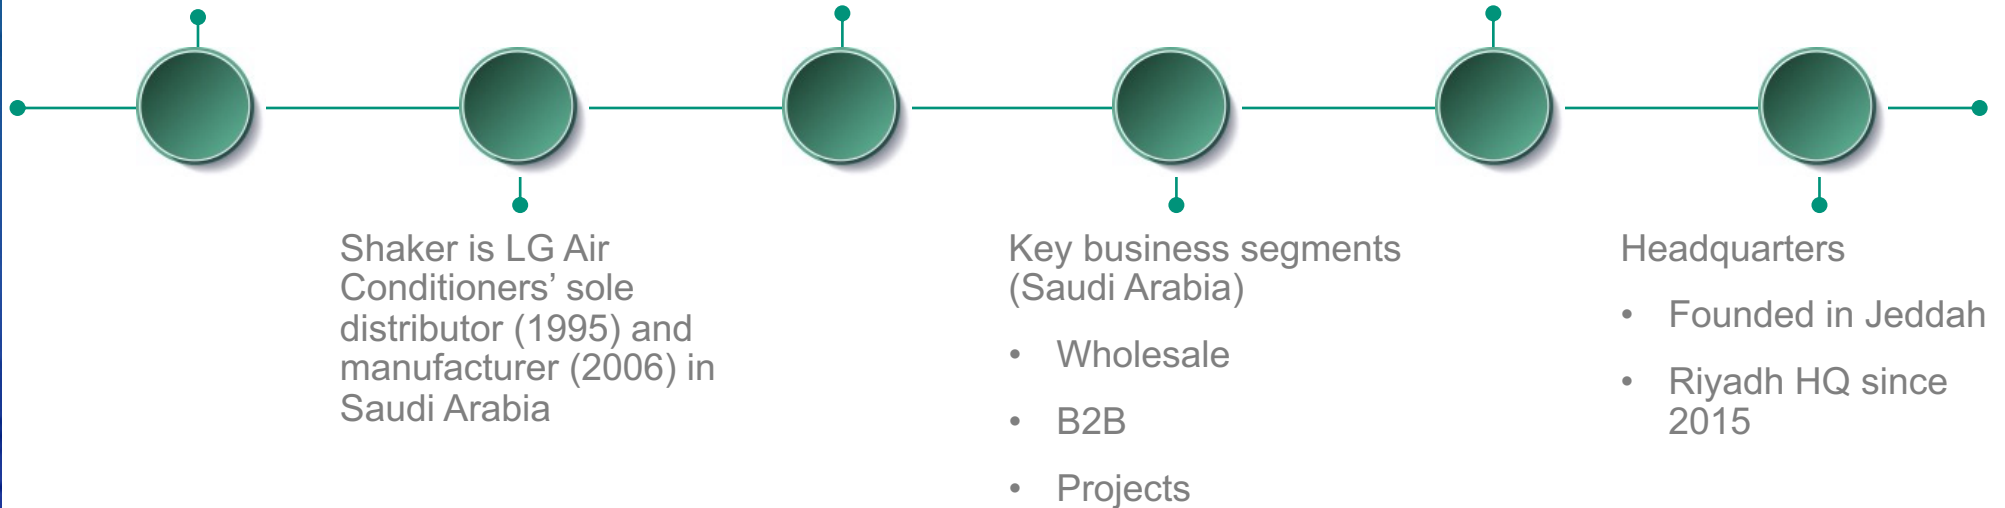 Shaker is LG Air
Conditioners’ sole
distributor (1995) and
manufacturer (2006) in
Saudi Arabia
Key business segments
(Saudi Arabia)
• Wholesale
• B2B
• Projects
Headquarters
• Founded in Jeddah
• Riyadh HQ since
2015